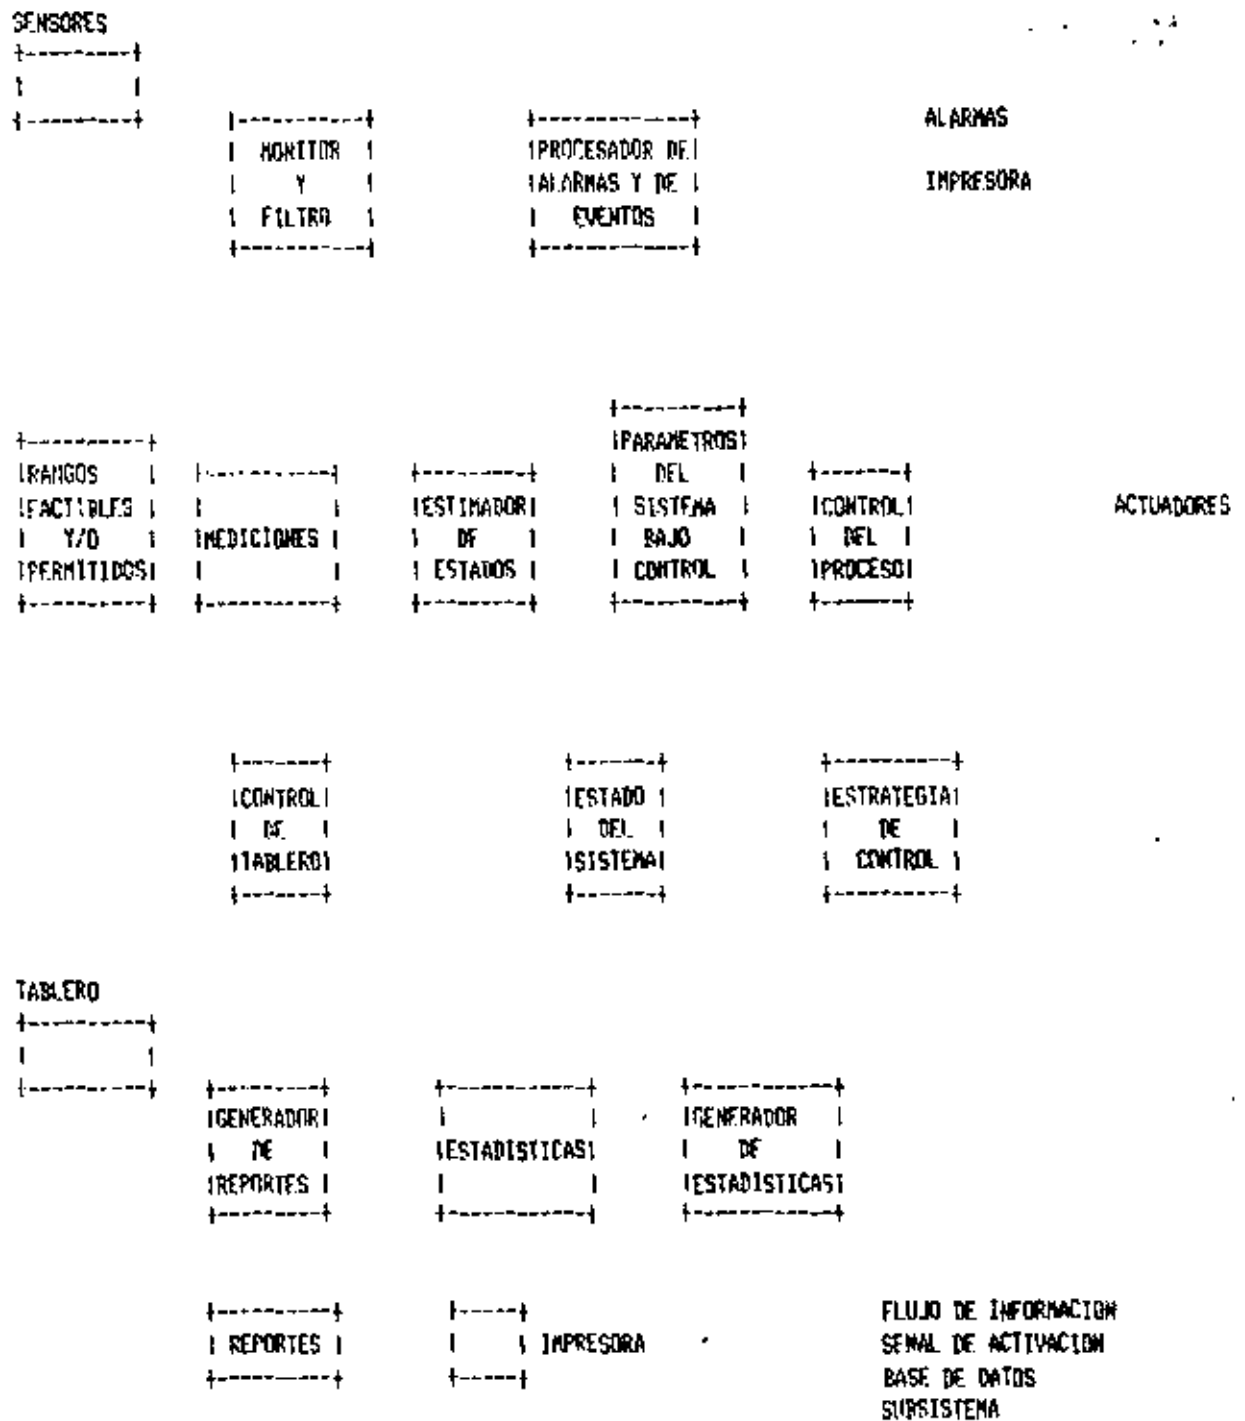 SENSORES
MONITOR
Y
FILTRO
PROCESADOR DE
ALARMAS Y DE
EVENTOS
ALARMAS
IMPRESORA
RANGOS
FACTIBLES
Y/O
PERMITIDOS
MEDICIONES
ESTIMADOR
DE
ESTADOS
PARAMETROS
DEL
SISTEMA
BAJO
CONTROL
CONTROL
DEL
PROCESO
ACTUADORES
CONTROL
DE
TABLERO
ESTADO
DEL
SISTEMA
ESTRATEGIA
DE
CONTROL
TABLERO
GENERADOR
DE
REPORTES
ESTADISTICAS
GENERADOR
DE
ESTADISTICAS
REPORTES
IMPRESORA
FLUJO DE INFORMACION
SENAL DE ACTIVACION
BASE DE DATOS
SUBSISTEMA